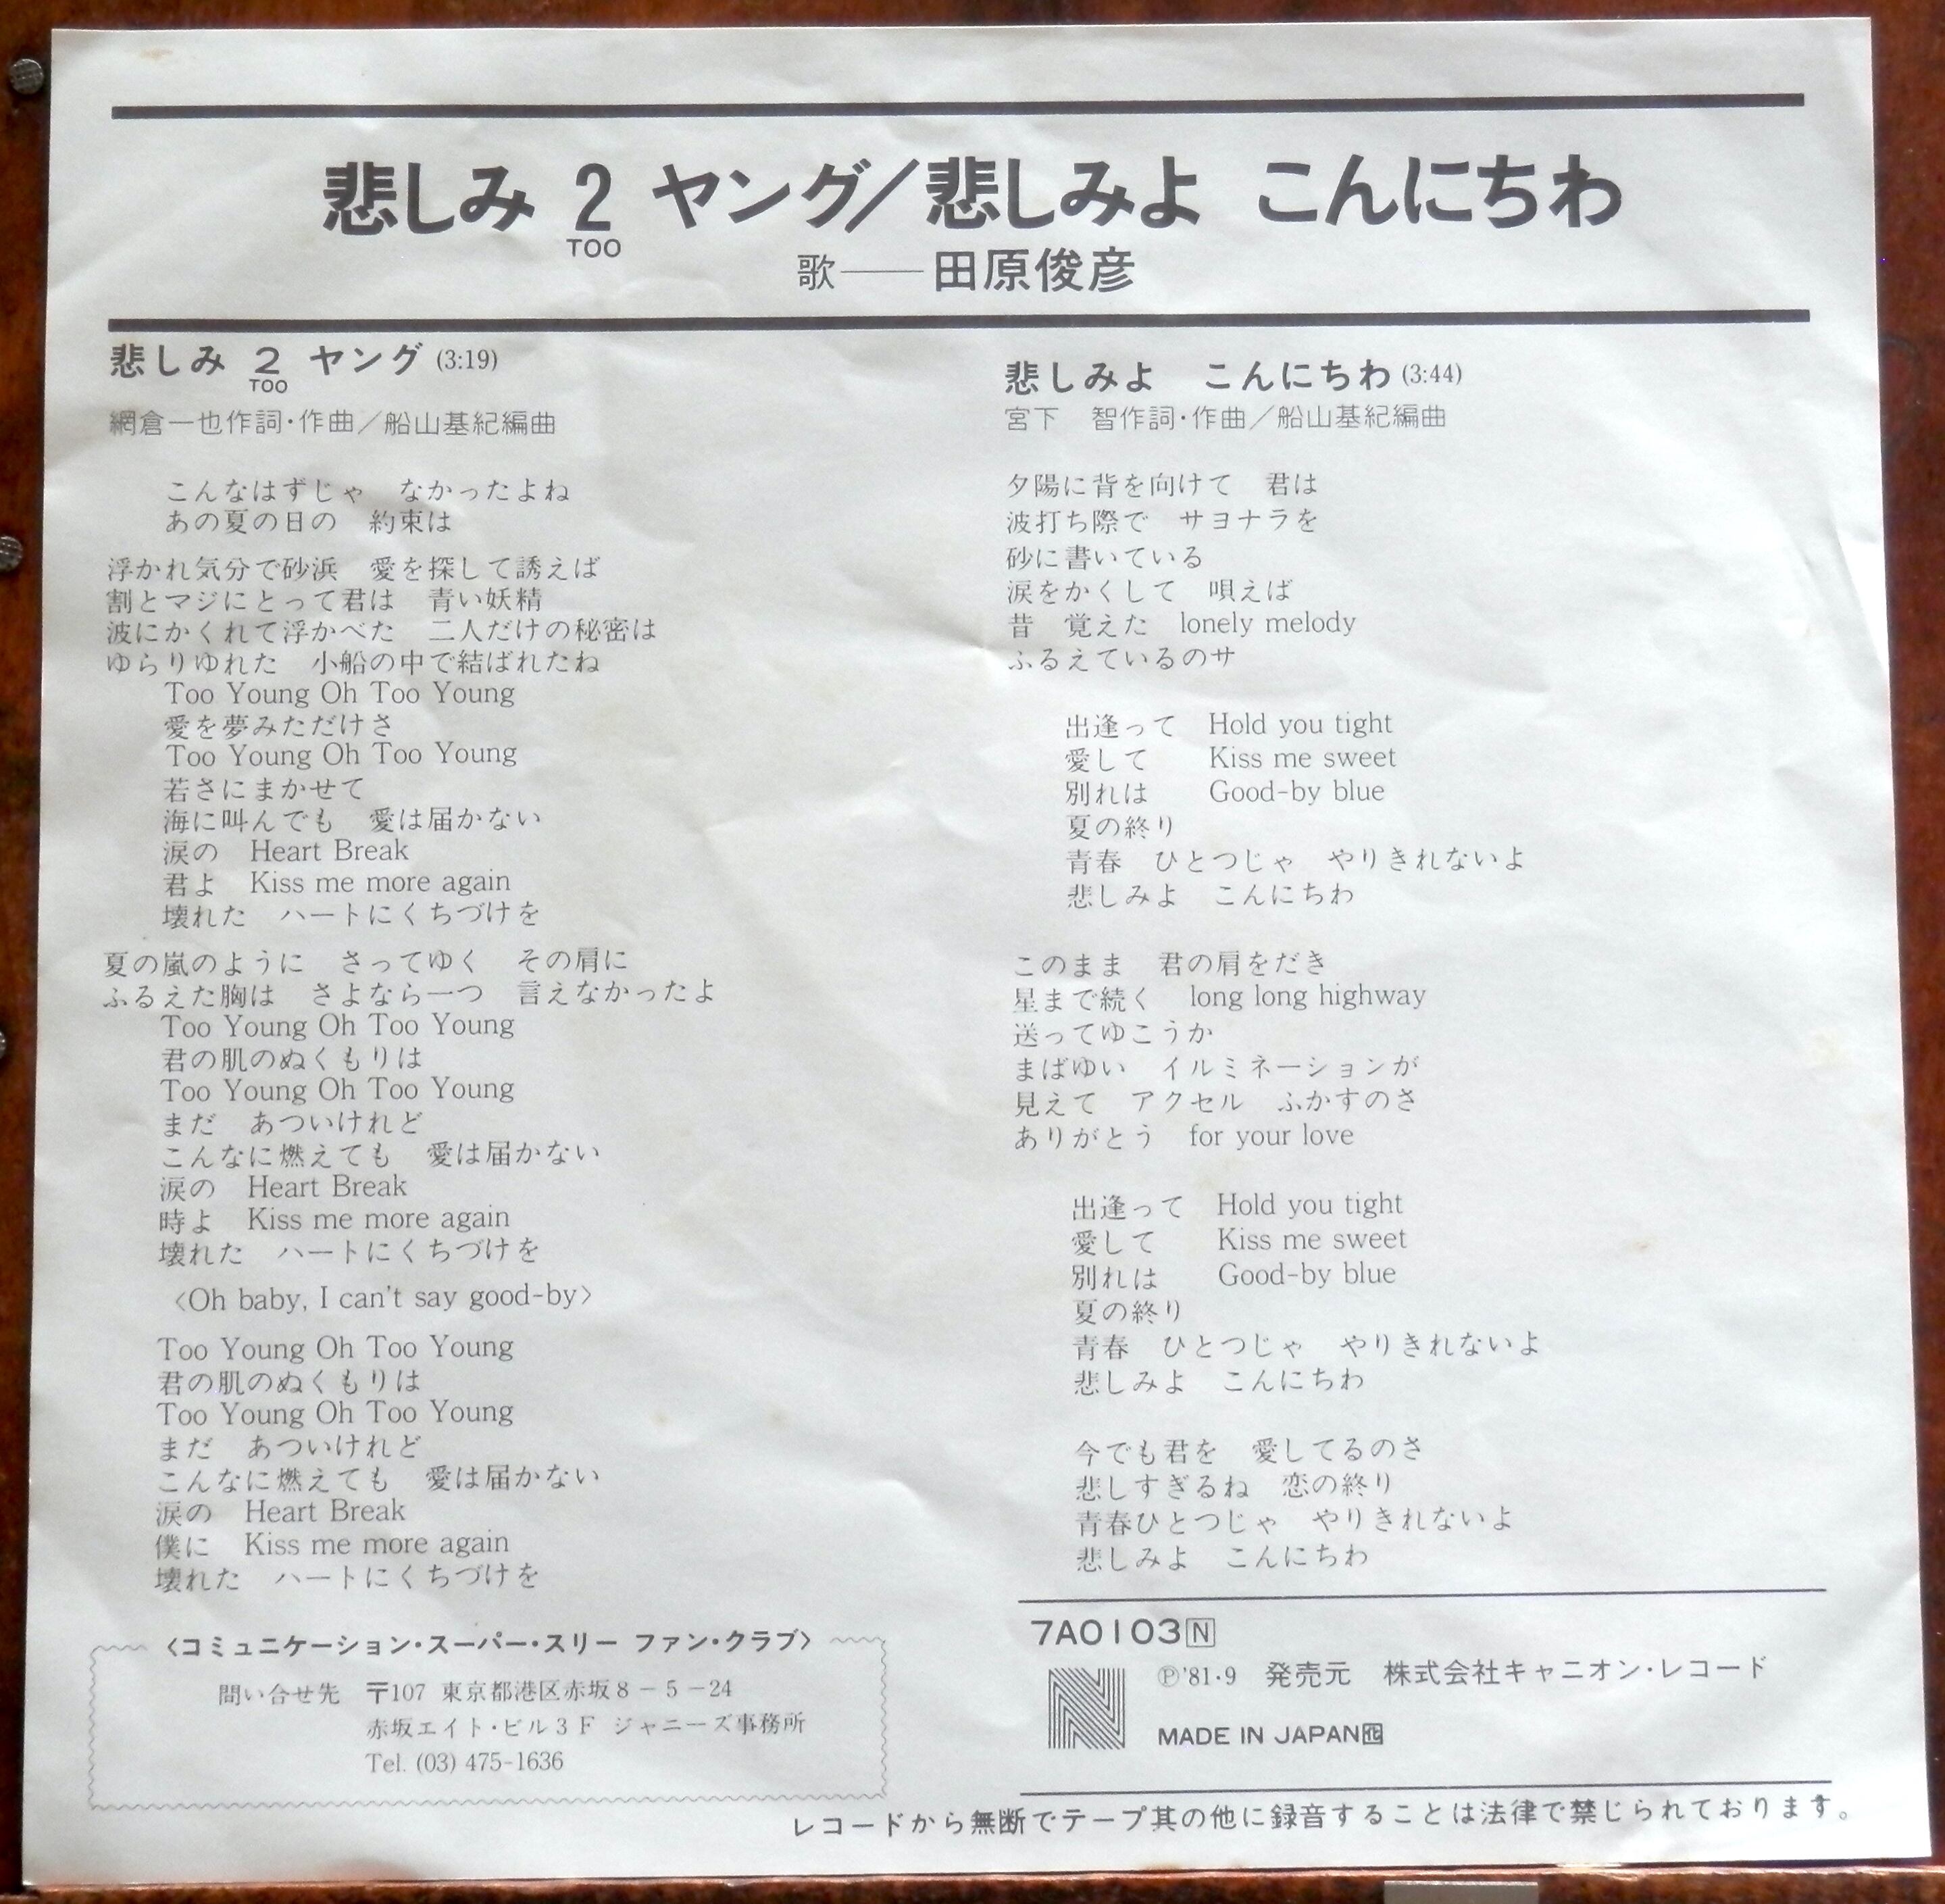 悲しみ 2 ヤング/悲しみよ こんにちわ
TOO
歌——田原俊彦
悲しみ 2 ヤング (3:19)
TOO
網倉一也作詞・作曲/船山基紀編曲
こんなはずじゃ なかったよね
あの夏の日の 約束は
浮かれ気分で砂浜 愛を探して誘えば
割とマジにとって君は 青い妖精
波にかくれて浮かべた 二人だけの秘密は
ゆらりゆれた 小船の中で結ばれたね
Too Young Oh Too Young
愛を夢みただけさ
Too Young Oh Too Young
若さにまかせて
海に叫んでも 愛は届かない
涙の Heart Break
君よ Kiss me more again
壊れた ハートにくちづけを
夏の嵐のように さってゆく その肩に
ふるえた胸は さよなら一つ 言えなかったよ
Too Young Oh Too Young
君の肌のぬくもりは
Too Young Oh Too Young
まだ あついけれど
こんなに燃えても 愛は届かない
涙の Heart Break
時よ Kiss me more again
壊れた ハートにくちづけを
〈Oh baby, I can't say good-by〉
Too Young Oh Too Young
君の肌のぬくもりは
Too Young Oh Too Young
まだ あついけれど
こんなに燃えても 愛は届かない
涙の Heart Break
僕に Kiss me more again
壊れた ハートにくちづけを
〈コミュニケーション・スーパー・スリー ファン・クラブ〉
問い合せ先 〒107 東京都港区赤坂8-5-24
赤坂エイト・ビル3F ジャニーズ事務所
Tel. (03) 475-1636
悲しみよ こんにちわ (3:44)
宮下 智作詞・作曲/船山基紀編曲
夕陽に背を向けて 君は
波打ち際で サヨナラを
砂に書いている
涙をかくして 唄えば
昔 覚えた lonely melody
ふるえているのサ
出逢って Hold you tight
愛して Kiss me sweet
別れは Good-by blue
夏の終り
青春 ひとつじゃ やりきれないよ
悲しみよ こんにちわ
このまま 君の肩をだき
星まで続く long long highway
送ってゆこうか
まばゆい イルミネーションが
見えて アクセル ふかすのさ
ありがとう for your love
出逢って Hold you tight
愛して Kiss me sweet
別れは Good-by blue
夏の終り
青春 ひとつじゃ やりきれないよ
悲しみよ こんにちわ
今でも君を 愛してるのさ
悲しすぎるね 恋の終り
青春ひとつじゃ やりきれないよ
悲しみよ こんにちわ
7A0103N
N
Ⓟ'81・9 発売元 株式会社キャニオン・レコード
MADE IN JAPAN
レコードから無断でテープ其の他に録音することは法律で禁じられております。